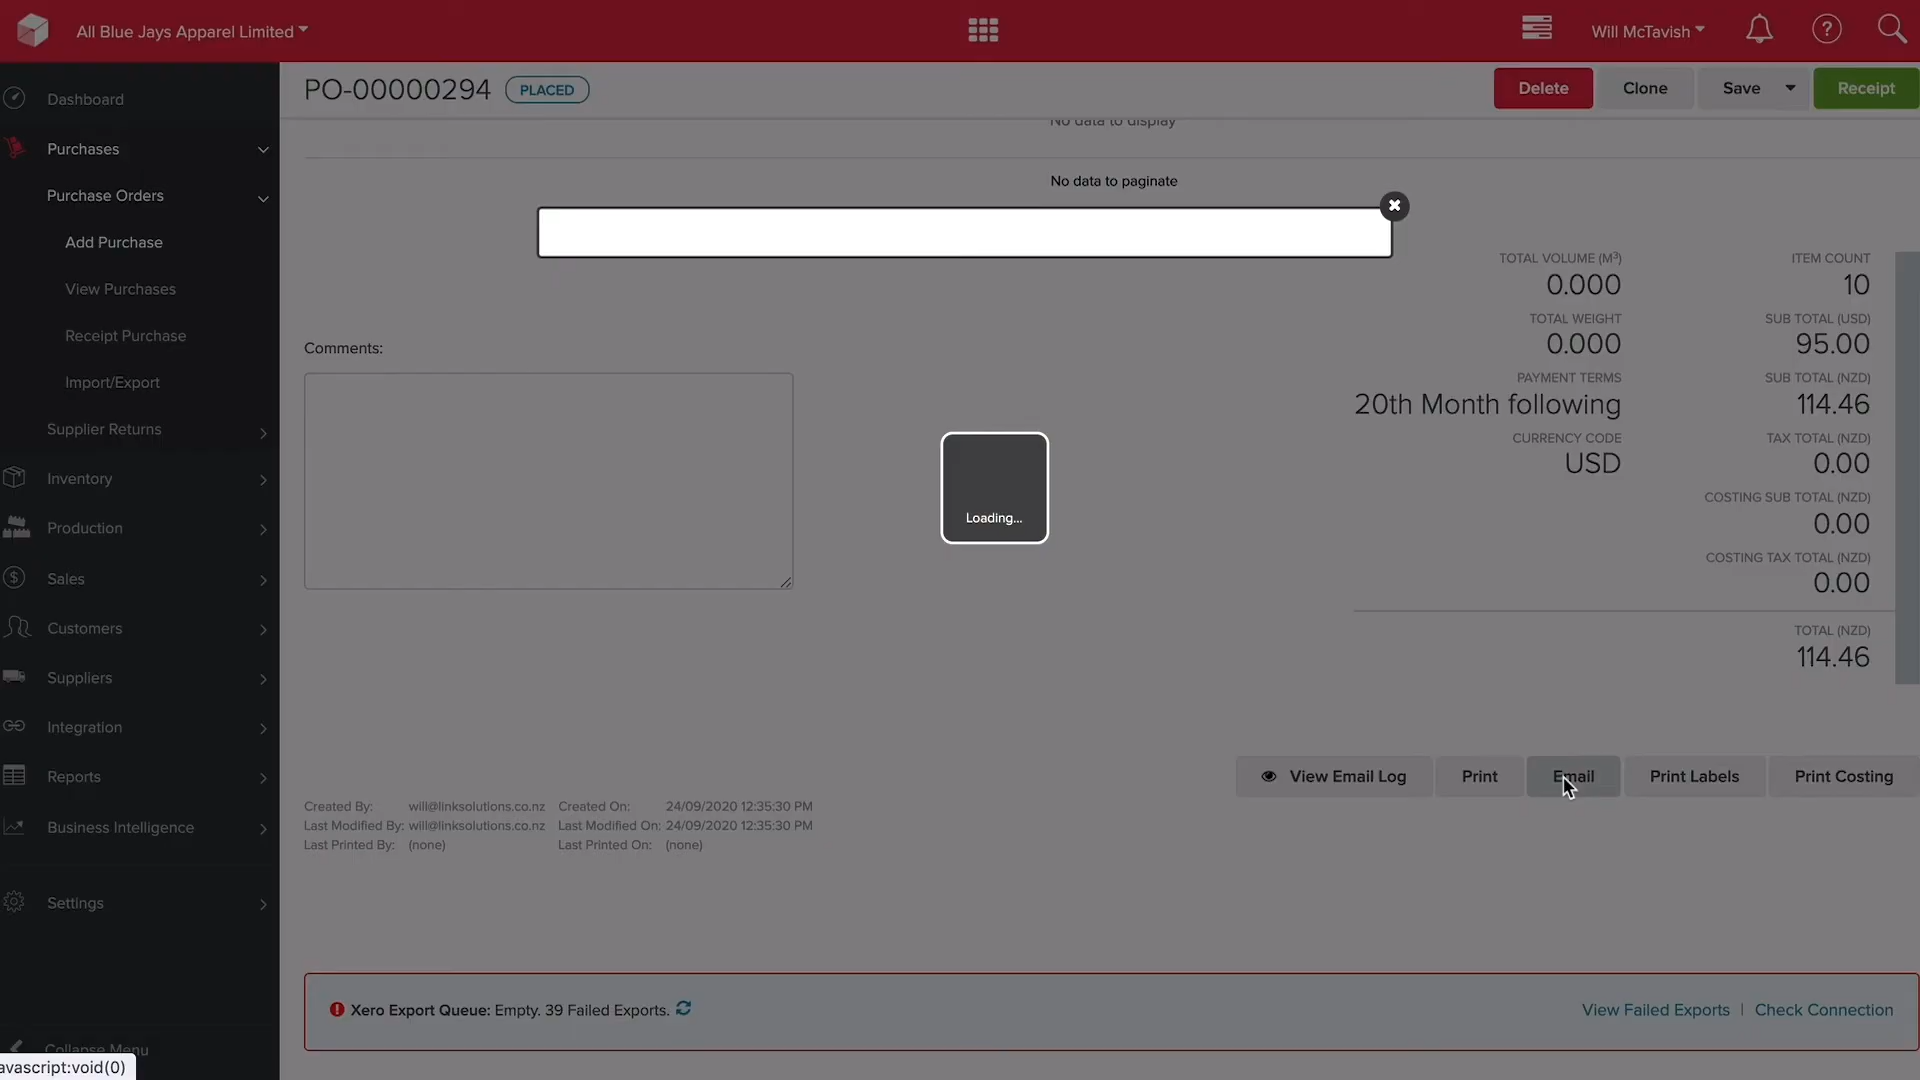 All Blue Jays Apparel Limited
Will McTavish
?
Dashboard
Purchases
Purchase Orders
Add Purchase
View Purchases
Receipt Purchase
Import/Export
Supplier Returns
Inventory
Production
Sales
Customers
Suppliers
Integration
Reports
Business Intelligence
Settings
Collapse Menu
avascript:void(0)
PO-00000294
PLACED
Delete
Clone
Save
Receipt
No data to display
No data to paginate
Comments:
Loading...
TOTAL VOLUME (M³)
0.000
TOTAL WEIGHT
0.000
PAYMENT TERMS
20th Month following
CURRENCY CODE
USD
ITEM COUNT
10
SUB TOTAL (USD)
95.00
SUB TOTAL (NZD)
114.46
TAX TOTAL (NZD)
0.00
COSTING SUB TOTAL (NZD)
0.00
COSTING TAX TOTAL (NZD)
0.00
TOTAL (NZD)
114.46
View Email Log
Print
Email
Print Labels
Print Costing
Created By: will@linksolutions.co.nz Created On: 24/09/2020 12:35:30 PM
Last Modified By: will@linksolutions.co.nz Last Modified On: 24/09/2020 12:35:30 PM
Last Printed By: (none) Last Printed On: (none)
Xero Export Queue: Empty. 39 Failed Exports.
View Failed Exports | Check Connection